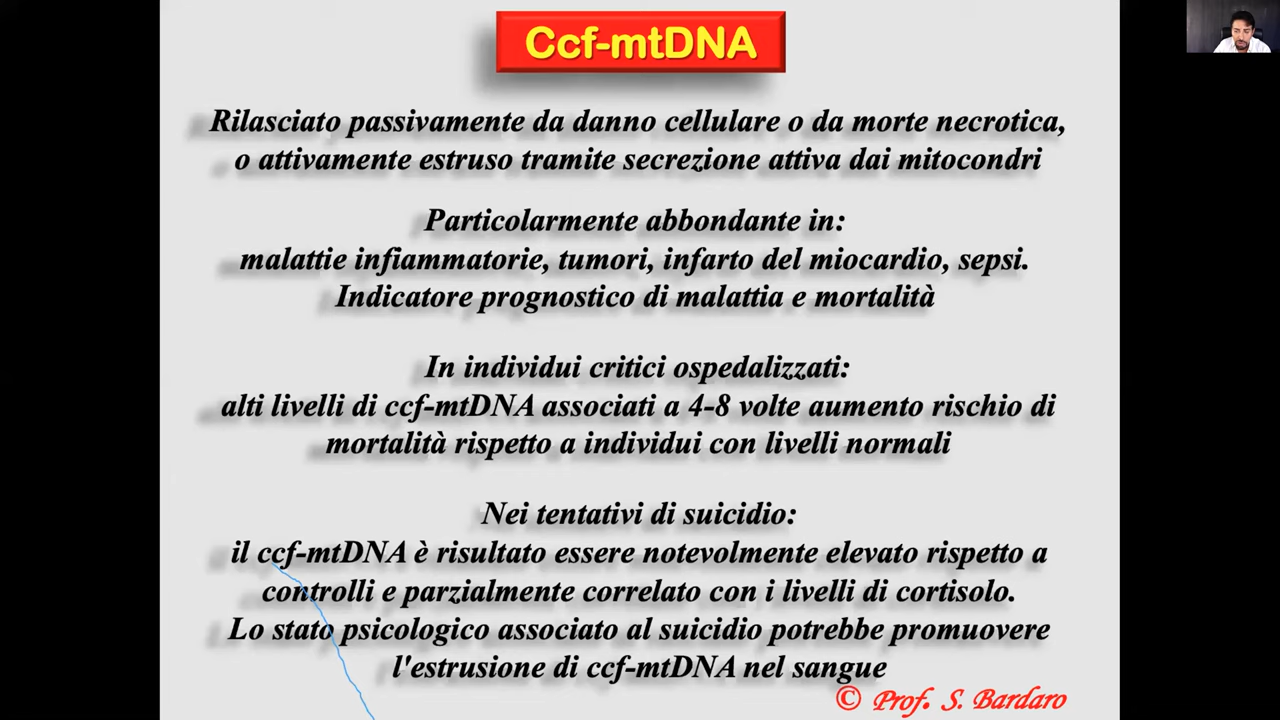 Ccf-mtDNA
Rilasciato passivamente da danno cellulare o da morte necrotica,
o attivamente estruso tramite secrezione attiva dai mitocondri
Particolarmente abbondante in:
malattie infiammatorie, tumori, infarto del miocardio, sepsi.
Indicatore prognostico di malattia e mortalità
In individui critici ospedalizzati:
alti livelli di ccf-mtDNA associati a 4-8 volte aumento rischio di
mortalità rispetto a individui con livelli normali
Nei tentativi di suicidio:
il ccf-mtDNA è risultato essere notevolmente elevato rispetto a
controlli e parzialmente correlato con i livelli di cortisolo.
Lo stato psicologico associato al suicidio potrebbe promuovere
l'estrusione di ccf-mtDNA nel sangue
© Prof. S. Bardaro